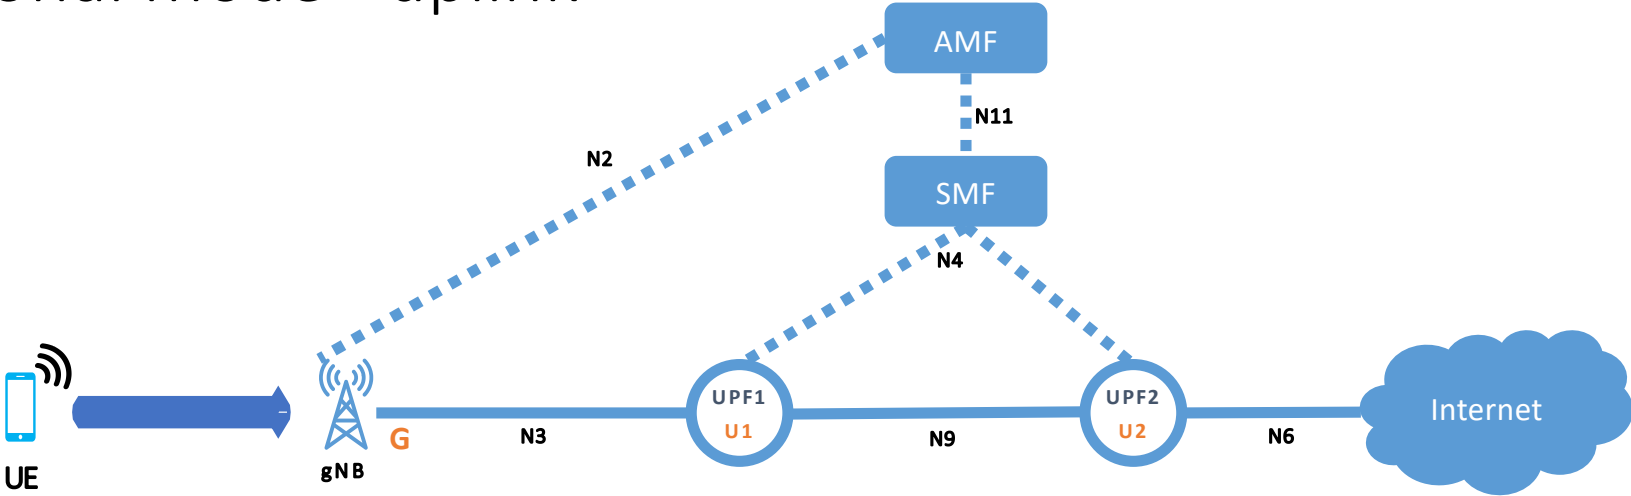 AMF
N11
N2
SMF
N4
UPF1
U1
UPF2
U2
Internet
G
N3
N9
N6
gNB
UE